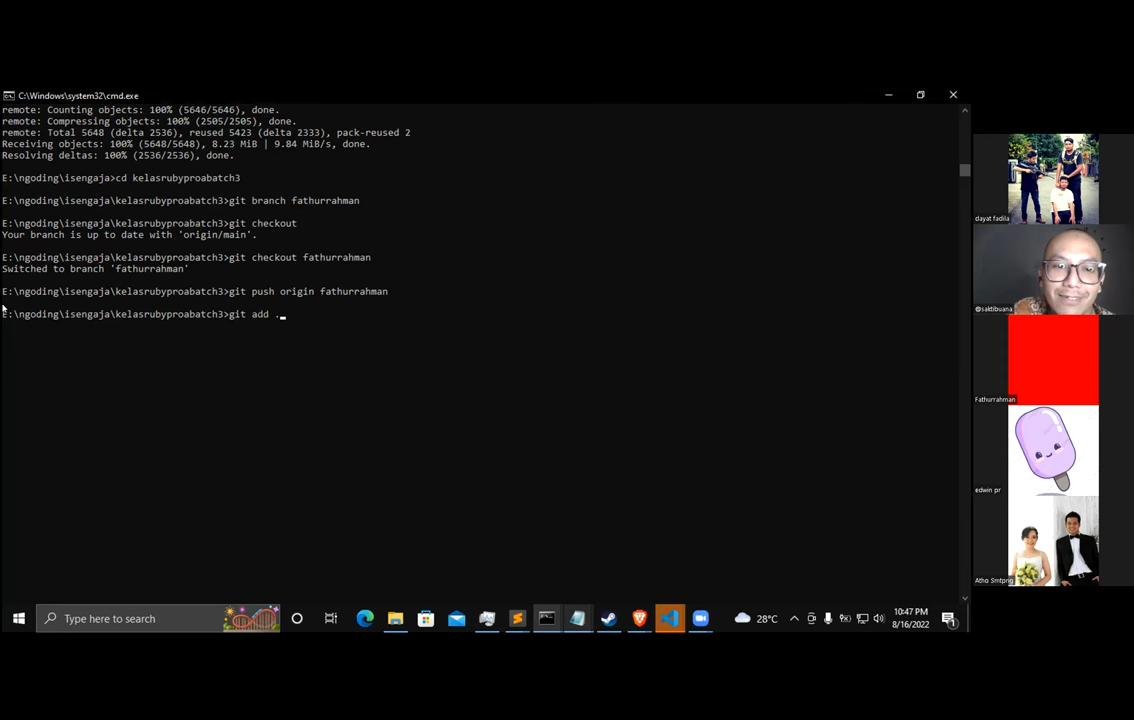 C:\Windows\system32\cmd.exe
remote: Counting objects: 100% (5646/5646), done.
remote: Compressing objects: 100% (2505/2505), done.
remote: Total 5648 (delta 2536), reused 5423 (delta 2333), pack-reused 2
Receiving objects: 100% (5648/5648), 8.23 MiB | 9.84 MiB/s, done.
Resolving deltas: 100% (2536/2536), done.
E:\ngoding\isengaja>cd kelasrubyproabatch3
E:\ngoding\isengaja\kelasrubyproabatch3>git branch fathurrahman
E:\ngoding\isengaja\kelasrubyproabatch3>git checkout
Your branch is up to date with 'origin/main'.
E:\ngoding\isengaja\kelasrubyproabatch3>git checkout fathurrahman
Switched to branch 'fathurrahman'
E:\ngoding\isengaja\kelasrubyproabatch3>git push origin fathurrahman
E:\ngoding\isengaja\kelasrubyproabatch3>git add .
dayat fadila
@saktibuana
Fathurrahman
edwin pr
Atho Smtpng
Type here to search
28°C
10:47 PM
8/16/2022
1